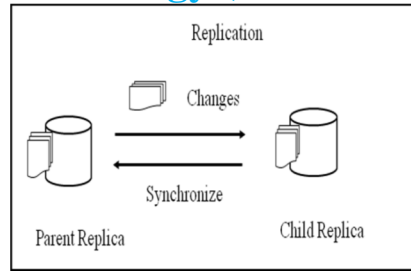 Replication
Changes
Synchronize
Parent Replica
Child Replica